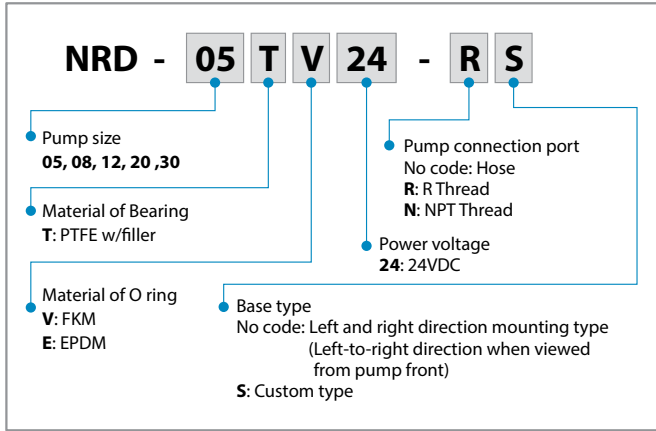 NRD - 05 T V 24 - R S
Pump size
05, 08, 12, 20 ,30
Material of Bearing
T: PTFE w/filler
Material of O ring
V: FKM
E: EPDM
Pump connection port
No code: Hose
R: R Thread
N: NPT Thread
Power voltage
24: 24VDC
Base type
No code: Left and right direction mounting type
(Left-to-right direction when viewed
from pump front)
S: Custom type